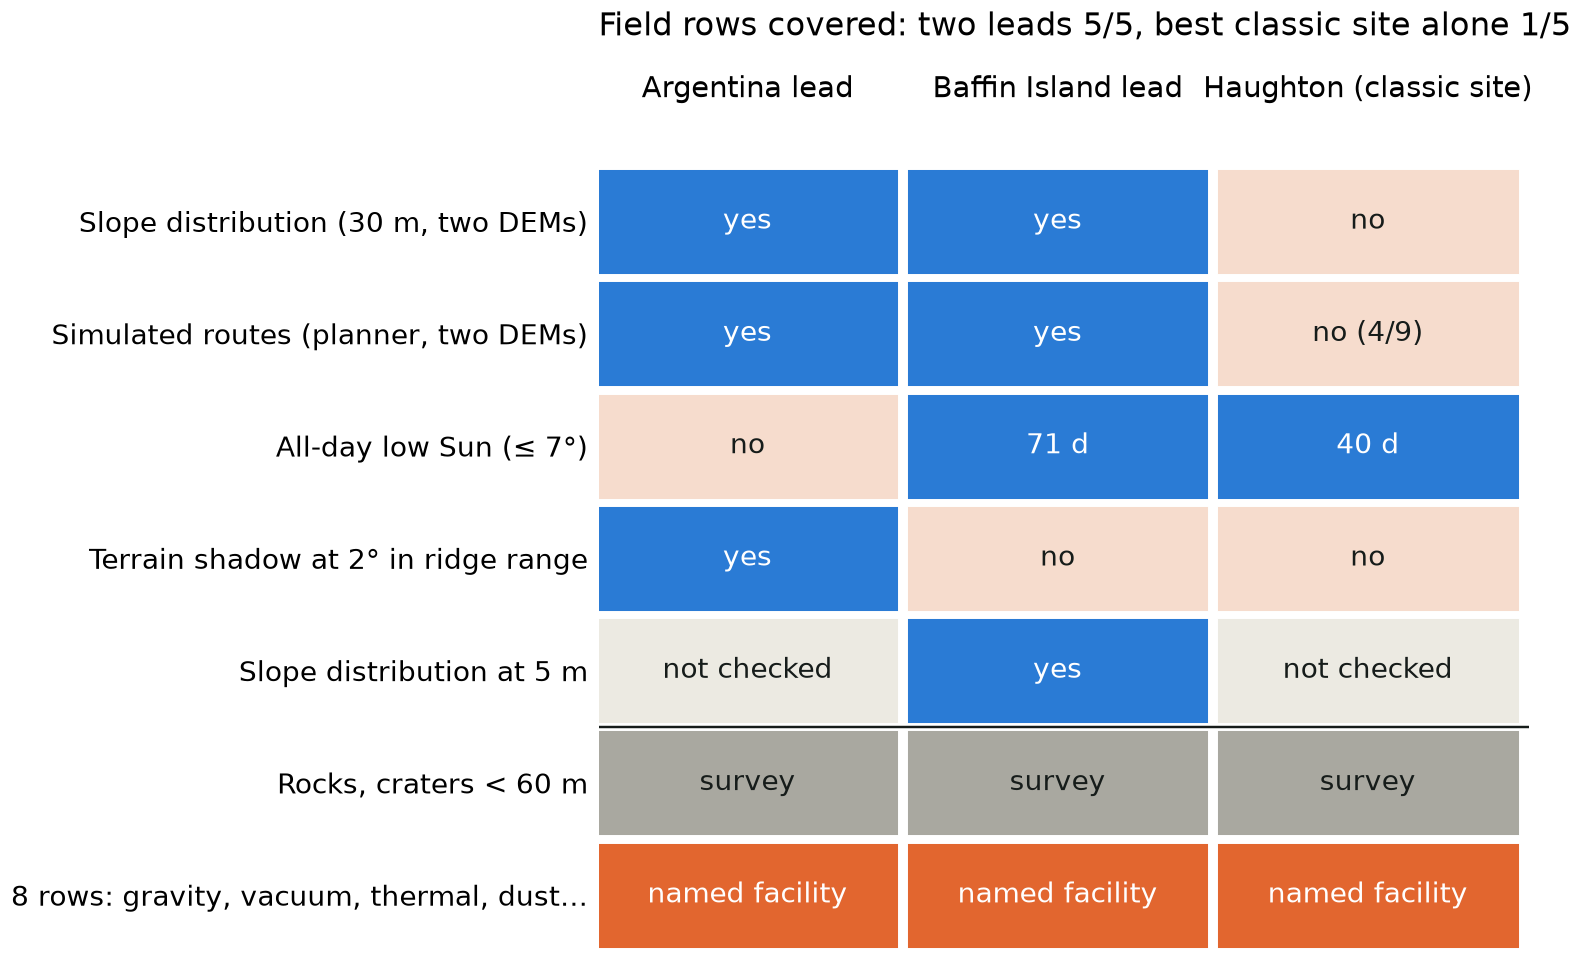 Field rows covered: two leads 5/5, best classic site alone 1/5
Argentina lead Baffin Island lead Haughton (classic site)
Slope distribution (30 m, two DEMs) yes yes no
Simulated routes (planner, two DEMs) yes yes no (4/9)
All-day low Sun (≤ 7°) no 71 d 40 d
Terrain shadow at 2° in ridge range yes no no
Slope distribution at 5 m not checked yes not checked
Rocks, craters < 60 m survey survey survey
8 rows: gravity, vacuum, thermal, dust… named facility named facility named facility